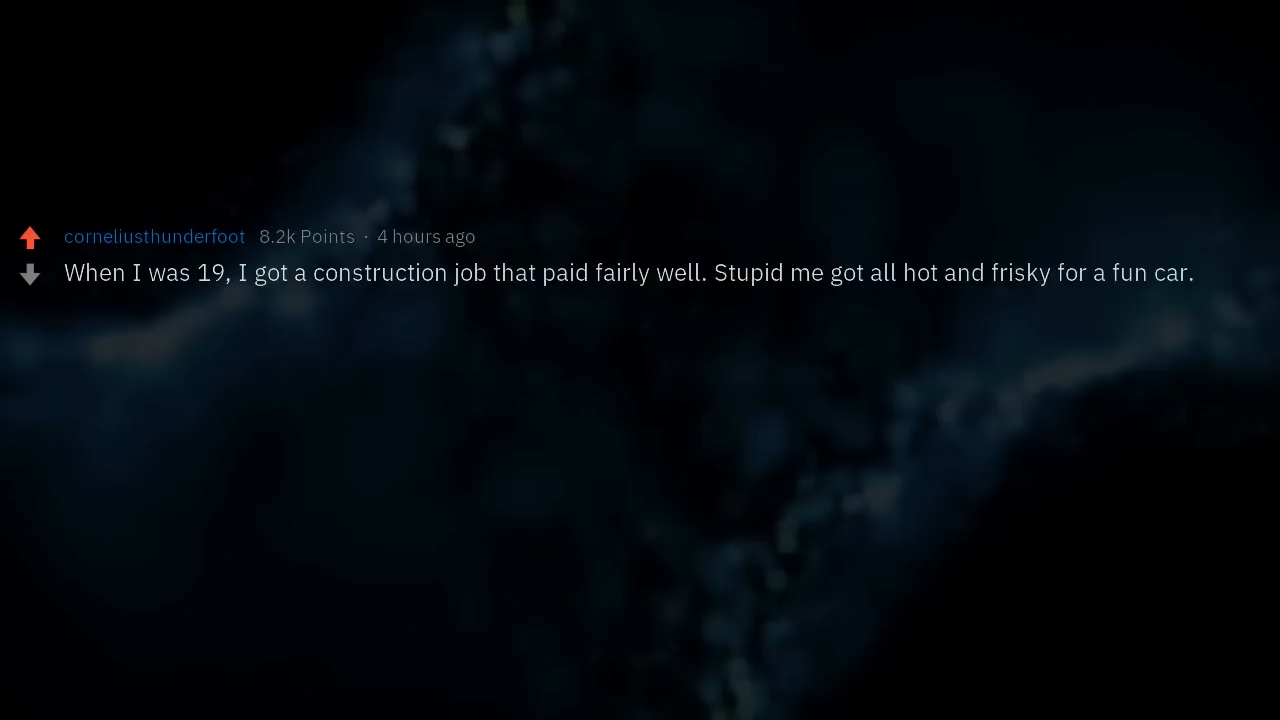 corneliusthunderfoot 8.2k Points · 4 hours ago
When I was 19, I got a construction job that paid fairly well. Stupid me got all hot and frisky for a fun car.